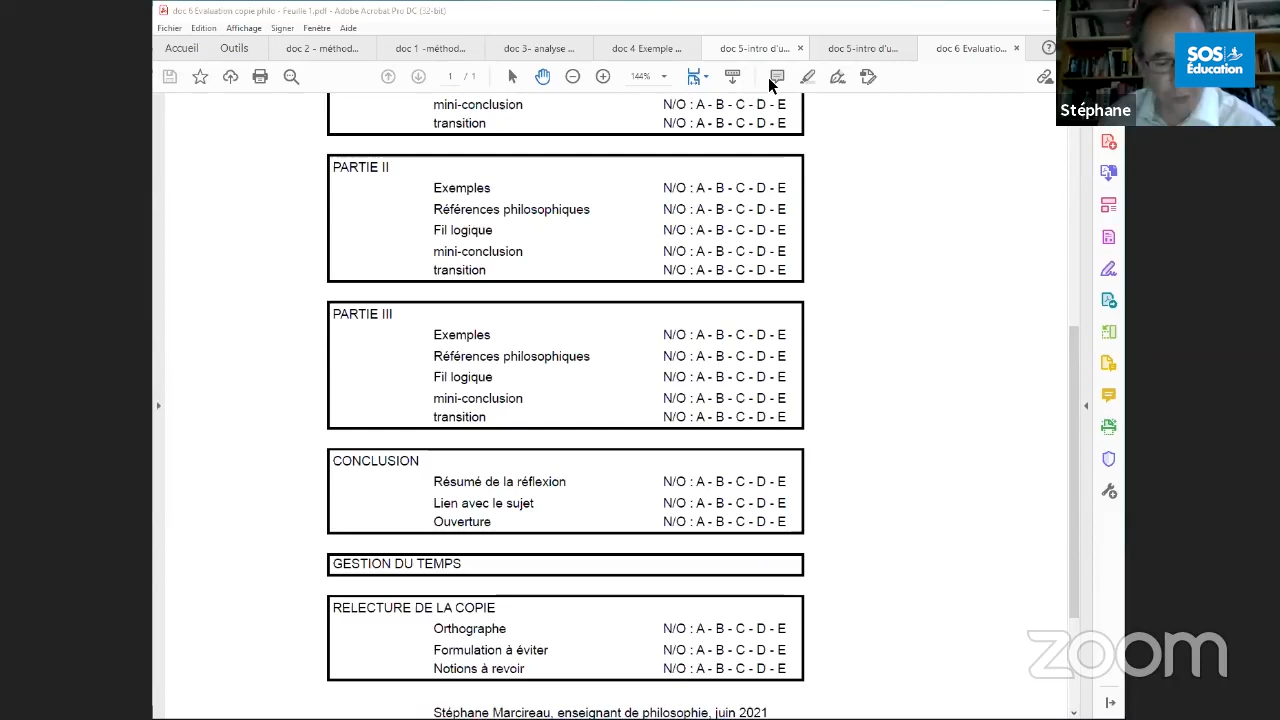 doc 6 Evaluation copie philo - Feuille 1.pdf - Adobe Acrobat Pro DC (32-bit)
Fichier Edition Affichage Signer Fenêtre Aide
Accueil Outils doc 2 - méthod... doc 1 -méthod... doc 3- analyse ... doc 4 Exemple ... doc 5-intro d'u... × doc 5-intro d'u... doc 6 Evaluatio... ×
1 / 1 144%
SOS
Éducation
Stéphane
mini-conclusion N/O : A - B - C - D - E
transition N/O : A - B - C - D - E
PARTIE II
Exemples N/O : A - B - C - D - E
Références philosophiques N/O : A - B - C - D - E
Fil logique N/O : A - B - C - D - E
mini-conclusion N/O : A - B - C - D - E
transition N/O : A - B - C - D - E
PARTIE III
Exemples N/O : A - B - C - D - E
Références philosophiques N/O : A - B - C - D - E
Fil logique N/O : A - B - C - D - E
mini-conclusion N/O : A - B - C - D - E
transition N/O : A - B - C - D - E
CONCLUSION
Résumé de la réflexion N/O : A - B - C - D - E
Lien avec le sujet N/O : A - B - C - D - E
Ouverture N/O : A - B - C - D - E
GESTION DU TEMPS
RELECTURE DE LA COPIE
Orthographe N/O : A - B - C - D - E
Formulation à éviter N/O : A - B - C - D - E
Notions à revoir N/O : A - B - C - D - E
Stéphane Marcireau, enseignant de philosophie, juin 2021
zoom